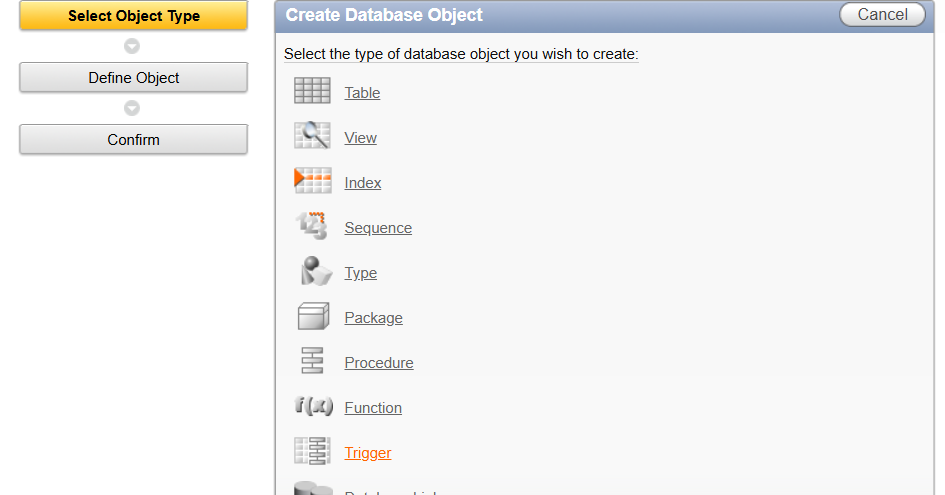 Select Object Type
Define Object
Confirm
Create Database Object
Cancel
Select the type of database object you wish to create:
Table
View
Index
Sequence
Type
Package
Procedure
f(x) Function
Trigger